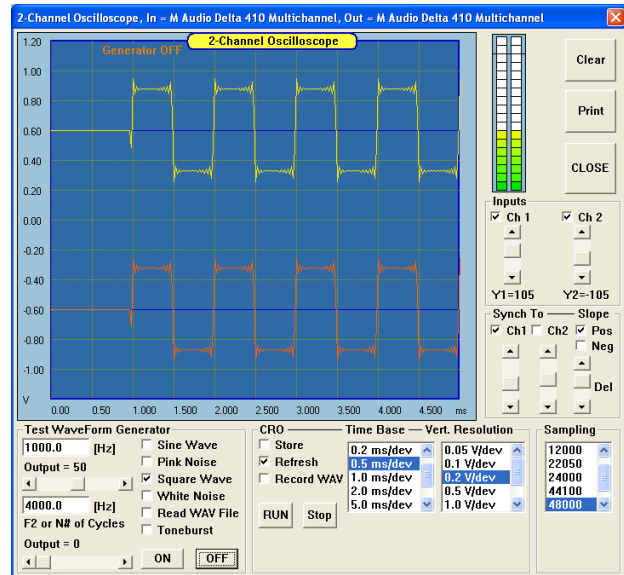 2-Channel Oscilloscope, In = M Audio Delta 410 Multichannel, Out = M Audio Delta 410 Multichannel
2-Channel Oscilloscope
Generator OFF
1.20
1.00
0.80
0.60
0.40
0.20
0.00
-0.20
-0.40
-0.60
-0.80
-1.00
V
0.00 0.50 1.000 1.500 2.000 2.500 3.000 3.500 4.000 4.500 ms
Clear
Print
CLOSE
Inputs
Ch 1 Ch 2
Y1=105 Y2=-105
Synch To Slope
Ch1 Ch2 Pos
Neg
Del
Test WaveForm Generator
1000.0 [Hz]
Output = 50
4000.0 [Hz]
F2 or N# of Cycles
Output = 0
Sine Wave
Pink Noise
Square Wave
White Noise
Read WAV File
Toneburst
ON OFF
CRO
Store
Refresh
Record WAV
RUN Stop
Time Base
0.2 ms/dev
0.5 ms/dev
1.0 ms/dev
2.0 ms/dev
5.0 ms/dev
Vert. Resolution
0.05 V/dev
0.1 V/dev
0.2 V/dev
0.5 V/dev
1.0 V/dev
Sampling
12000
22050
24000
44100
48000